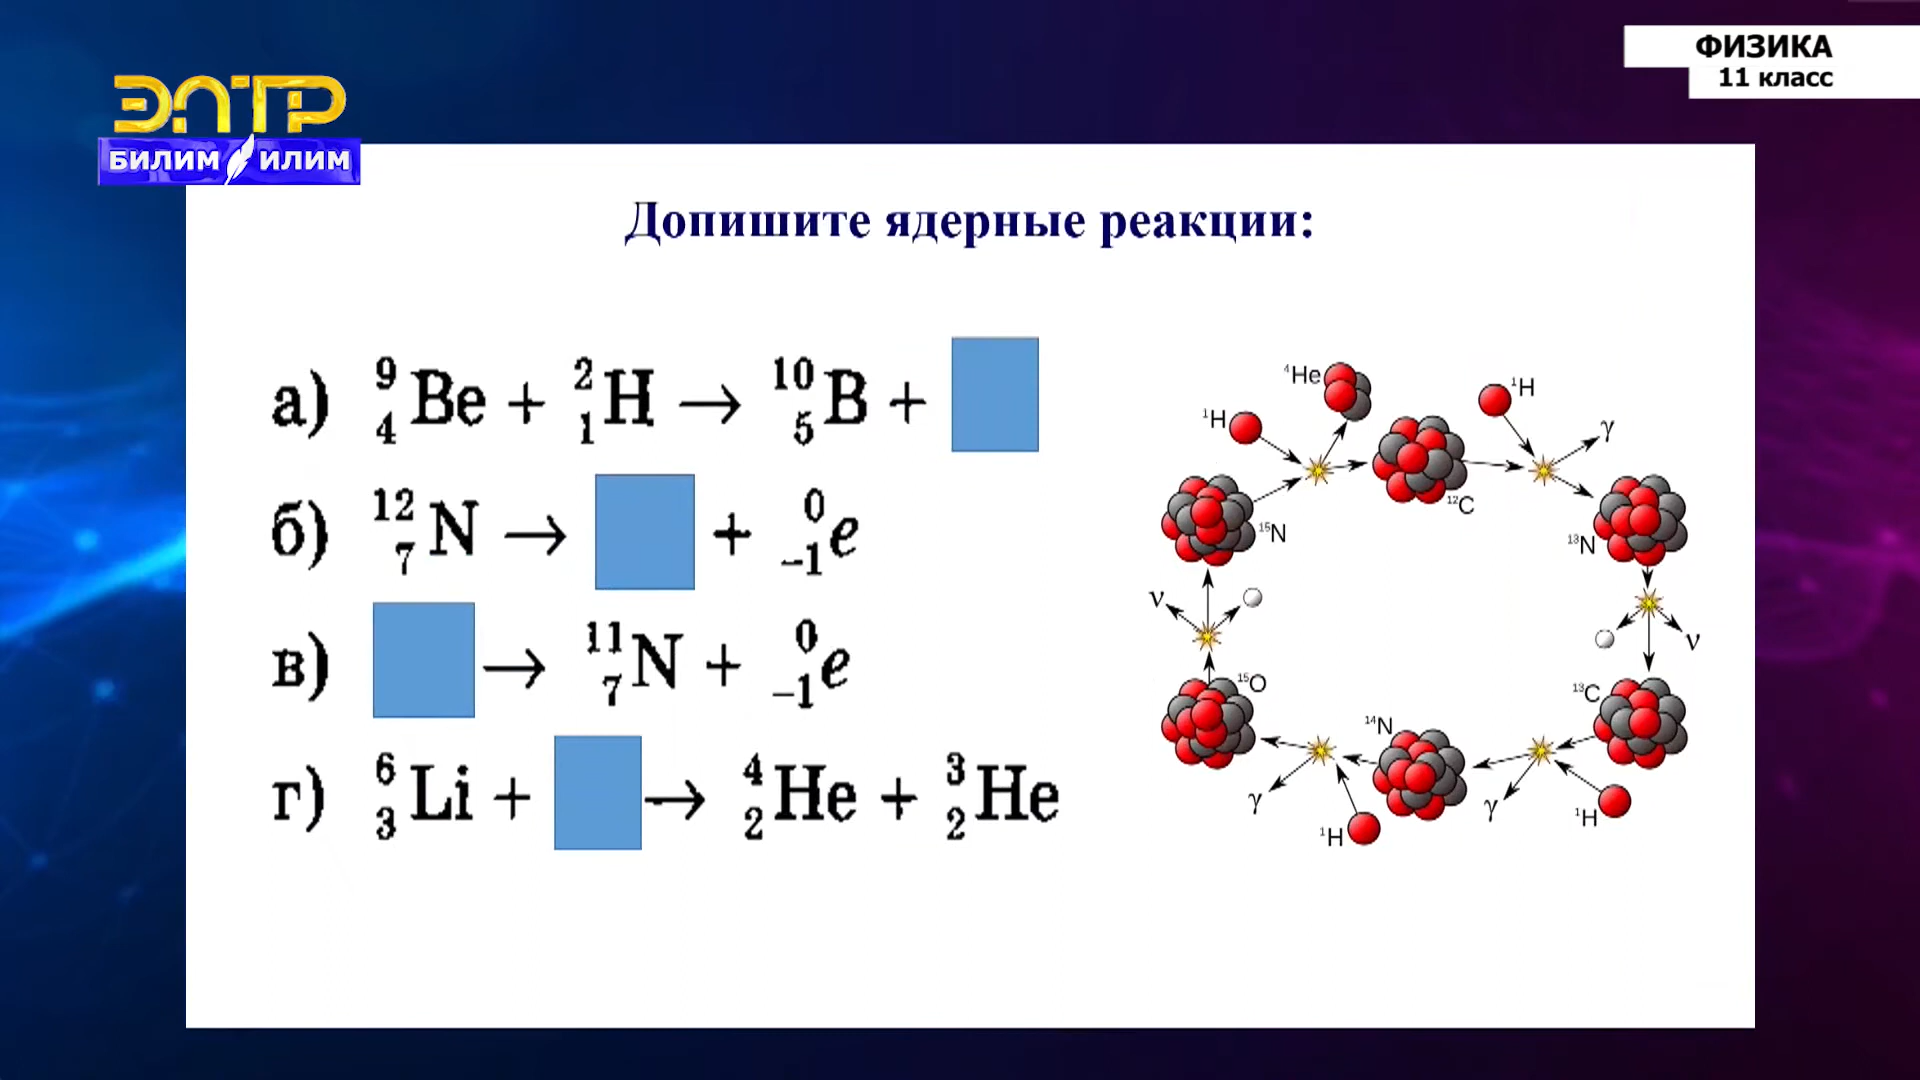 ФИЗИКА
11 класс
ЭЛТР
БИЛИМ ИЛИМ
Допишите ядерные реакции:
а) ⁹₄Be + ²₁H → ¹⁰₅B +
б) ¹²₇N → + ⁰₋₁e
в) → ¹¹₇N + ⁰₋₁e
г) ⁶₃Li + → ⁴₂He + ³₂He
⁴He
¹H
¹H
γ
¹²C
¹⁵N
¹³N
ν
ν
¹⁵O
¹³C
¹⁴N
γ
γ
¹H
¹H